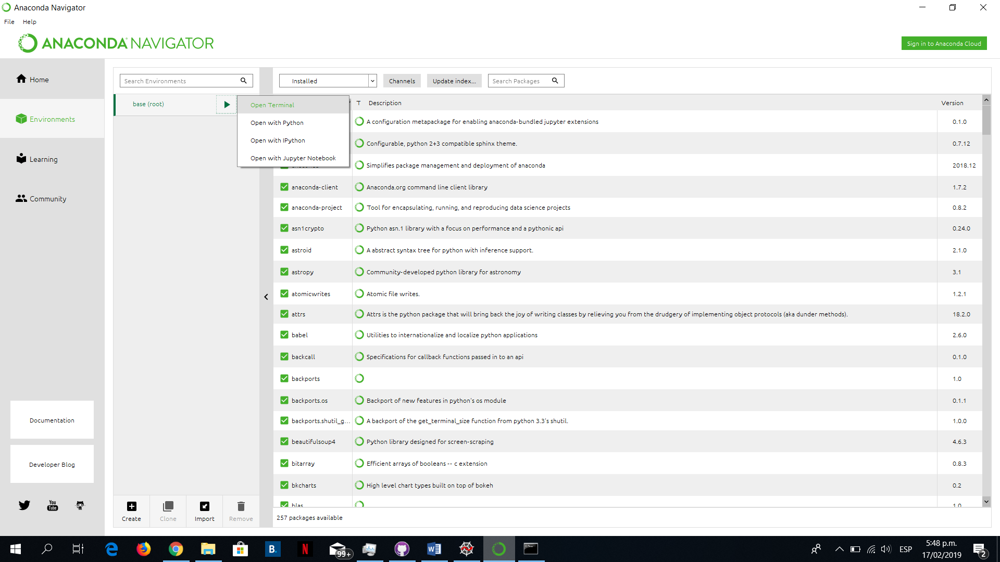 Anaconda Navigator
File Help
ANACONDA NAVIGATOR
Sign in to Anaconda Cloud
Home
Environments
Learning
Community
Documentation
Developer Blog
You Tube
Search Environments
base (root)
Open Terminal
Open with Python
Open with IPython
Open with Jupyter Notebook
Create Clone Import Remove
Installed Channels Update index... Search Packages
T Description Version
A configuration metapackage for enabling anaconda-bundled jupyter extensions 0.1.0
Configurable, python 2+3 compatible sphinx theme. 0.7.12
Simplifies package management and deployment of anaconda 2018.12
anaconda-client Anaconda.org command line client library 1.7.2
anaconda-project Tool for encapsulating, running, and reproducing data science projects 0.8.2
asn1crypto Python asn.1 library with a focus on performance and a pythonic api 0.24.0
astroid A abstract syntax tree for python with inference support. 2.1.0
astropy Community-developed python library for astronomy 3.1
atomicwrites Atomic file writes. 1.2.1
attrs Attrs is the python package that will bring back the joy of writing classes by relieving you from the drudgery of implementing object protocols (aka dunder methods). 18.2.0
babel Utilities to internationalize and localize python applications 2.6.0
backcall Specifications for callback functions passed in to an api 0.1.0
backports 1.0
backports.os Backport of new features in python's os module 0.1.1
backports.shutil_g... A backport of the get_terminal_size function from python 3.3's shutil. 1.0.0
beautifulsoup4 Python library designed for screen-scraping 4.6.3
bitarray Efficient arrays of booleans -- c extension 0.8.3
bkcharts High level chart types built on top of bokeh 0.2
blas 1.0
257 packages available
B. N 99+ W
ESP
5:48 p.m.
17/02/2019
2